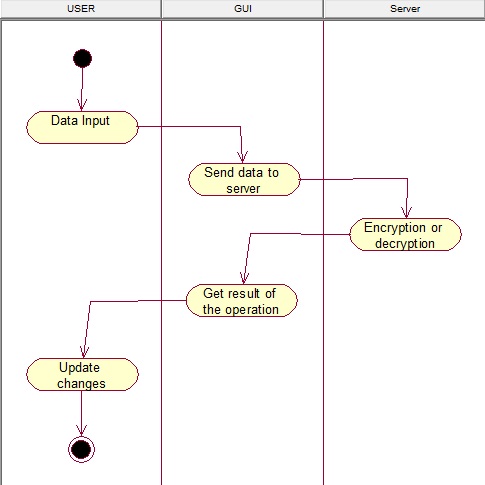 USER
GUI
Server
Data Input
Send data to
server
Encryption or
decryption
Get result of
the operation
Update
changes